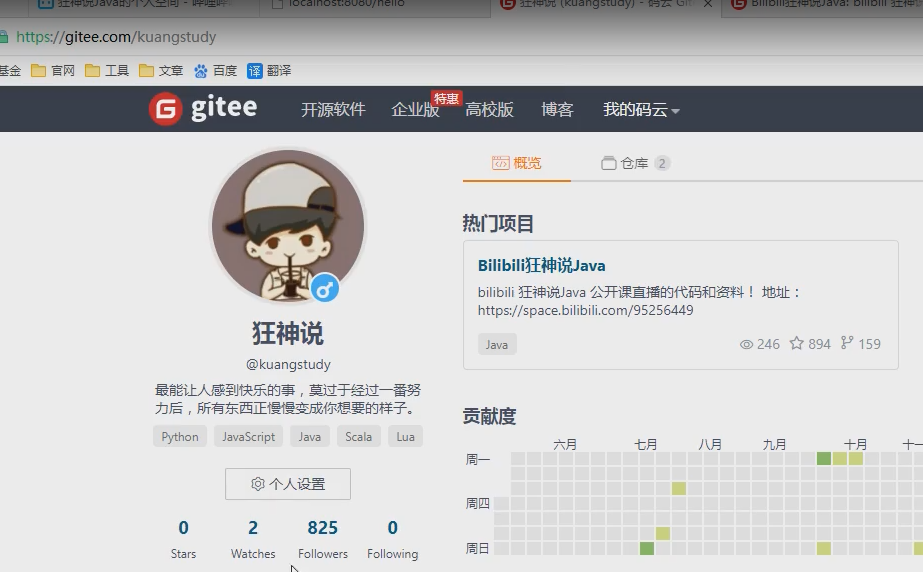 狂神说Java的个人空间 - 哔哩哔
localhost:8080/hello
狂神说 (kuangstudy) - 码云 Git
Bilibili狂神说Java: bilibili 狂神说
https://gitee.com/kuangstudy
基金 官网 工具 文章 百度 译 翻译
gitee 开源软件 企业版 特惠 高校版 博客 我的码云
概览 仓库 2
狂神说
@kuangstudy
最能让人感到快乐的事，莫过于经过一番努
力后，所有东西正慢慢变成你想要的样子。
Python JavaScript Java Scala Lua
个人设置
0 2 825 0
Stars Watches Followers Following
热门项目
Bilibili狂神说Java
bilibili 狂神说Java 公开课直播的代码和资料！ 地址：
https://space.bilibili.com/95256449
Java 246 894 159
贡献度
六月 七月 八月 九月 十月 十一
周一
周四
周日